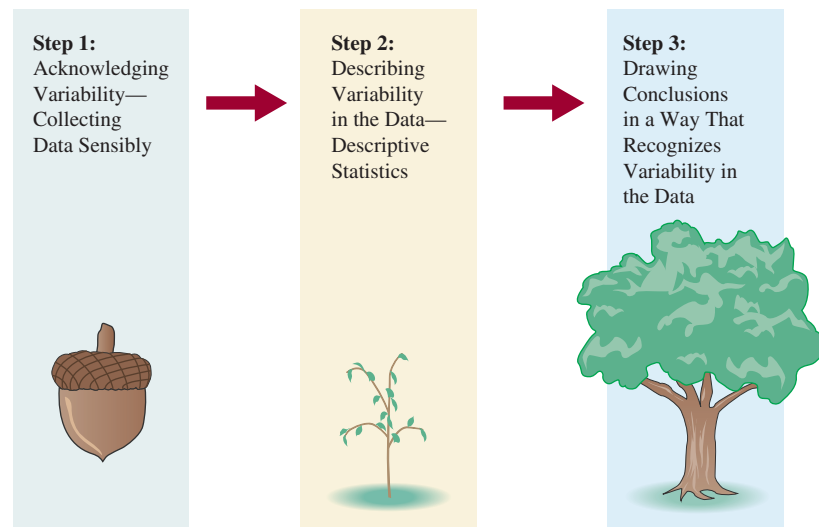 Step 1:
Acknowledging
Variability—
Collecting
Data Sensibly
Step 2:
Describing
Variability
in the Data—
Descriptive
Statistics
Step 3:
Drawing
Conclusions
in a Way That
Recognizes
Variability in
the Data